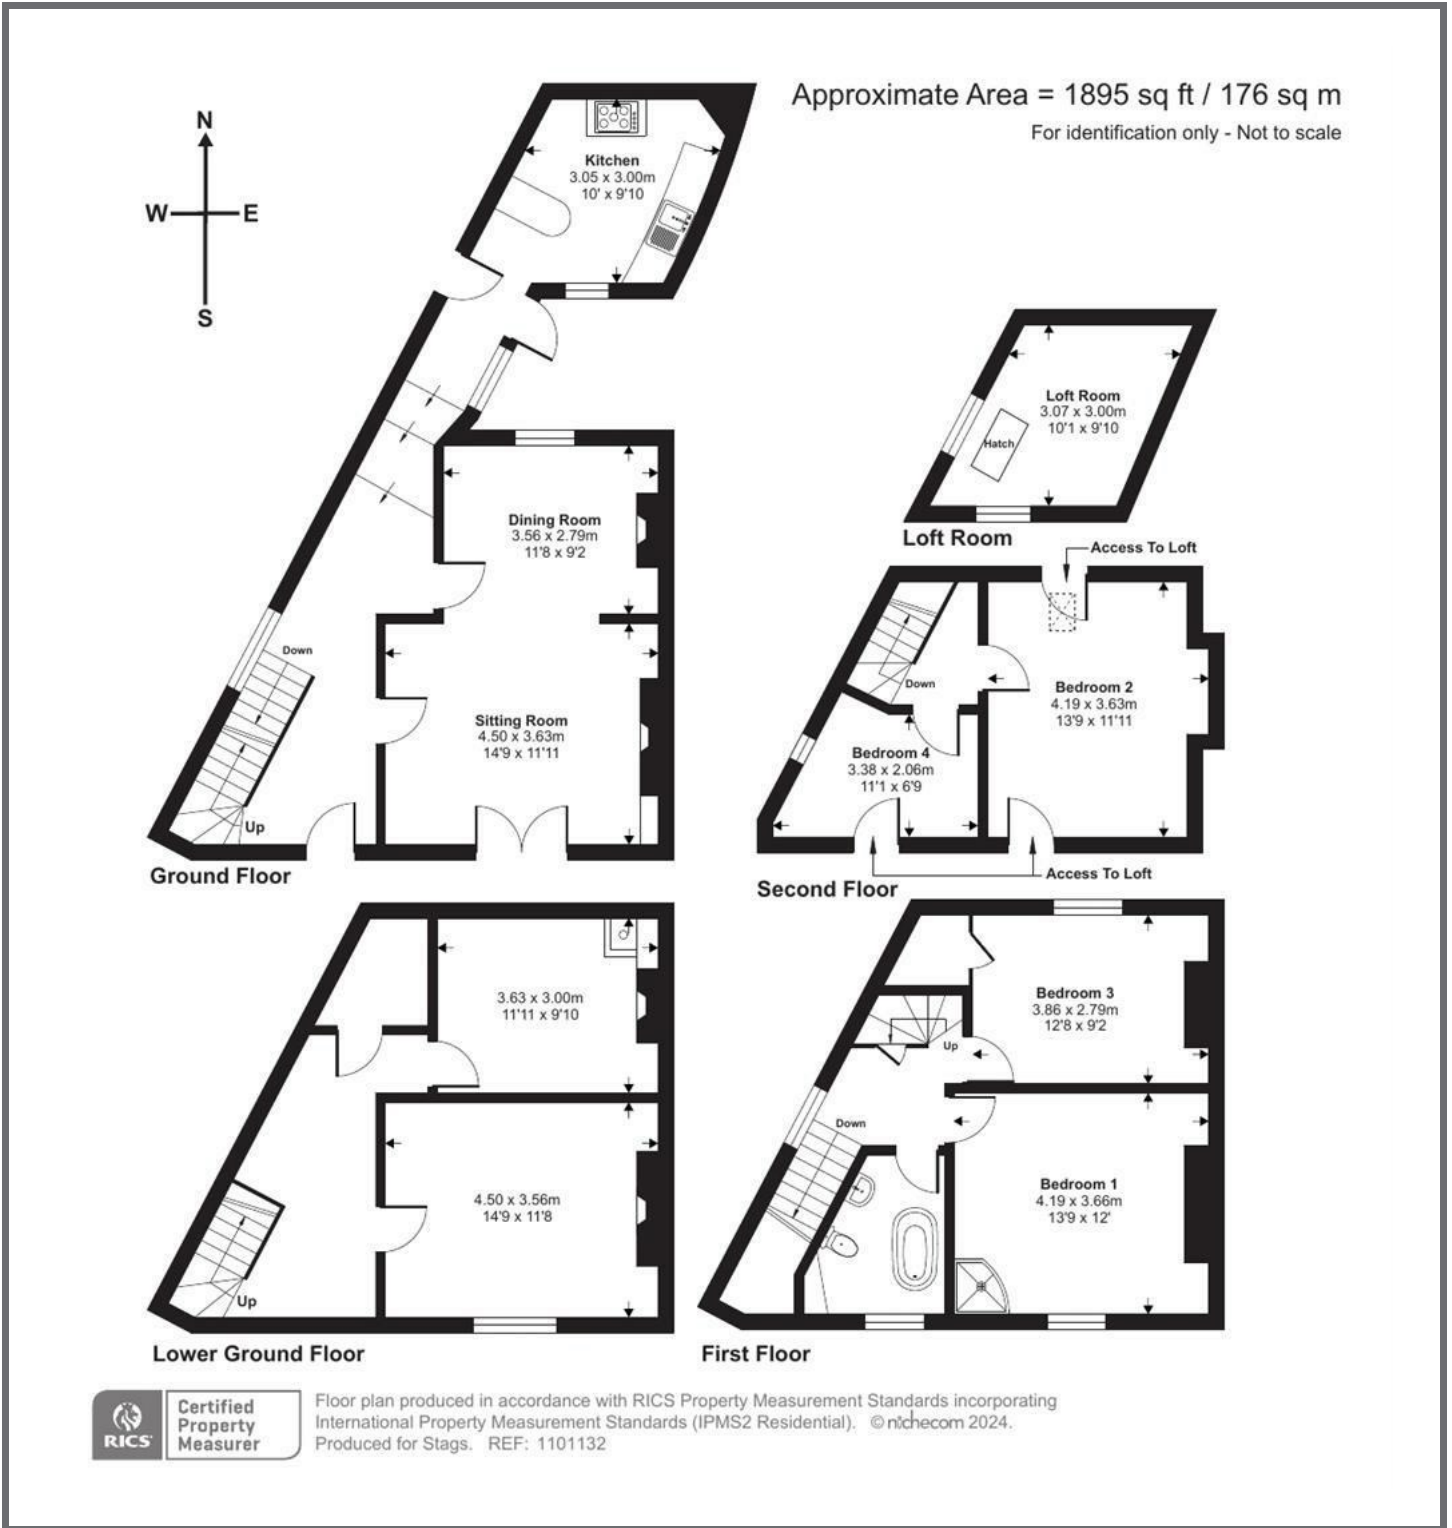 Approximate Area = 1895 sq ft / 176 sq m
For identification only - Not to scale
N
W
E
S
Kitchen
3.05 x 3.00m
10' x 9'10
Dining Room
3.56 x 2.79m
11'8 x 9'2
Down
Sitting Room
4.50 x 3.63m
14'9 x 11'11
Up
Ground Floor
Loft Room
3.07 x 3.00m
10'1 x 9'10
Hatch
Loft Room
Access To Loft
Down
Bedroom 2
4.19 x 3.63m
13'9 x 11'11
Bedroom 4
3.38 x 2.06m
11'1 x 6'9
Access To Loft
Second Floor
3.63 x 3.00m
11'11 x 9'10
4.50 x 3.56m
14'9 x 11'8
Up
Lower Ground Floor
Bedroom 3
3.86 x 2.79m
12'8 x 9'2
Up
Down
Bedroom 1
4.19 x 3.66m
13'9 x 12'
First Floor
RICS
Certified
Property
Measurer
Floor plan produced in accordance with RICS Property Measurement Standards incorporating
International Property Measurement Standards (IPMS2 Residential). © nichecom 2024.
Produced for Stags. REF: 1101132